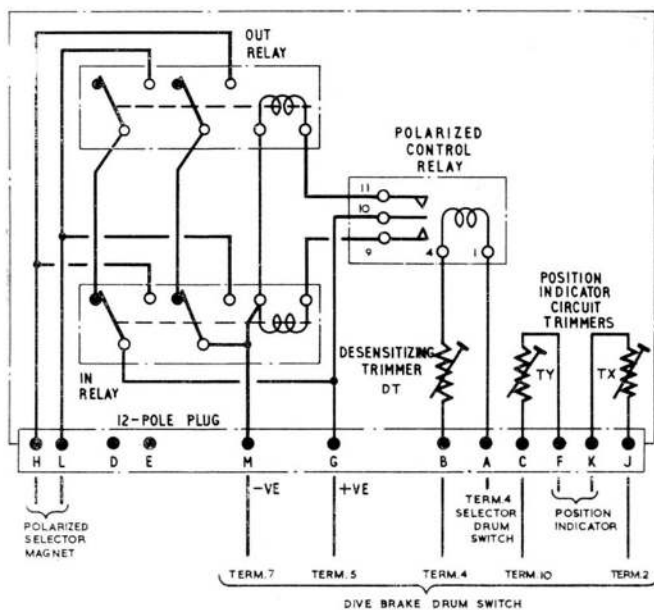 OUT
RELAY
POLARIZED
CONTROL
RELAY
11
10
9
4
1
POSITION
INDICATOR
CIRCUIT
TRIMMERS
DESENSITIZING
TRIMMER
DT
TY
TX
IN
RELAY
12-POLE PLUG
H L D E M G B A C F K J
-VE
+VE
POLARIZED
SELECTOR
MAGNET
TERM.4
SELECTOR
DRUM
SWITCH
POSITION
INDICATOR
TERM.7 TERM.5 TERM.4 TERM.10 TERM.2
DIVE BRAKE DRUM SWITCH